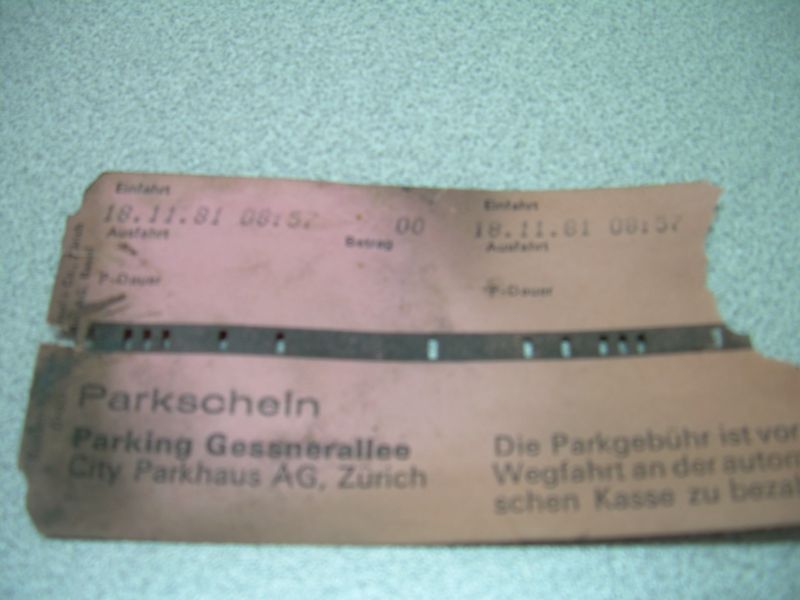 Einfahrt
18.11.81 08:57 00
Ausfahrt
Betrag
P-Dauer
Einfahrt
18.11.81 08:57
Ausfahrt
P-Dauer
Parkschein
Parking Gessnerallee
City Parkhaus AG, Zürich
Die Parkgebühr ist vor
Wegfahrt an der autom
schen Kasse zu bezal